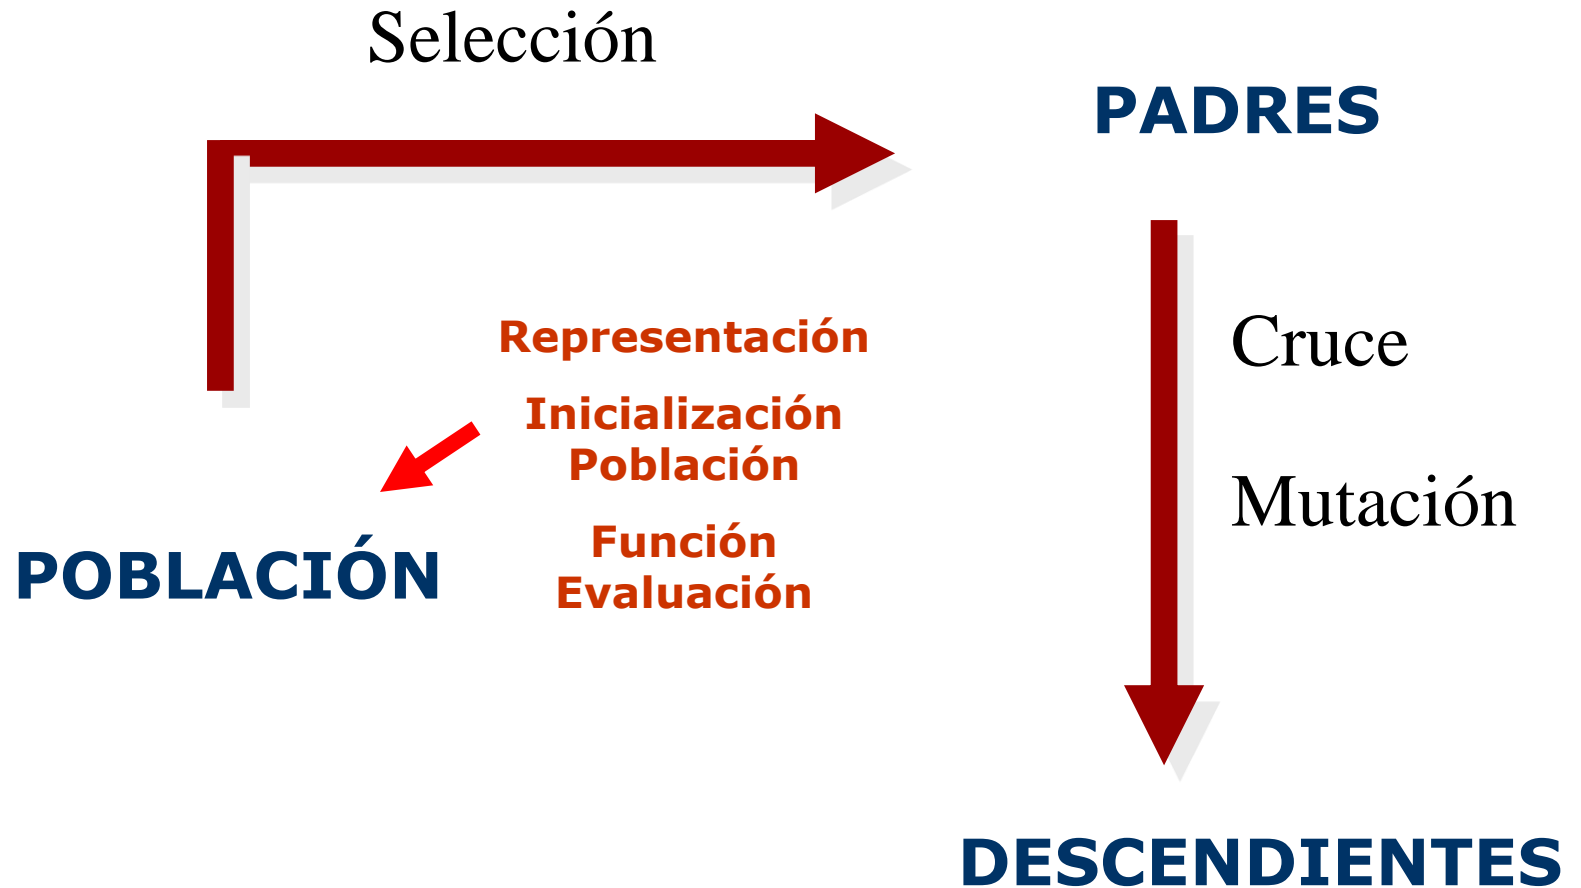 Selección
PADRES
Representación
Cruce
Inicialización
Población
Mutación
Función
POBLACIÓN
Evaluación
DESCENDIENTES